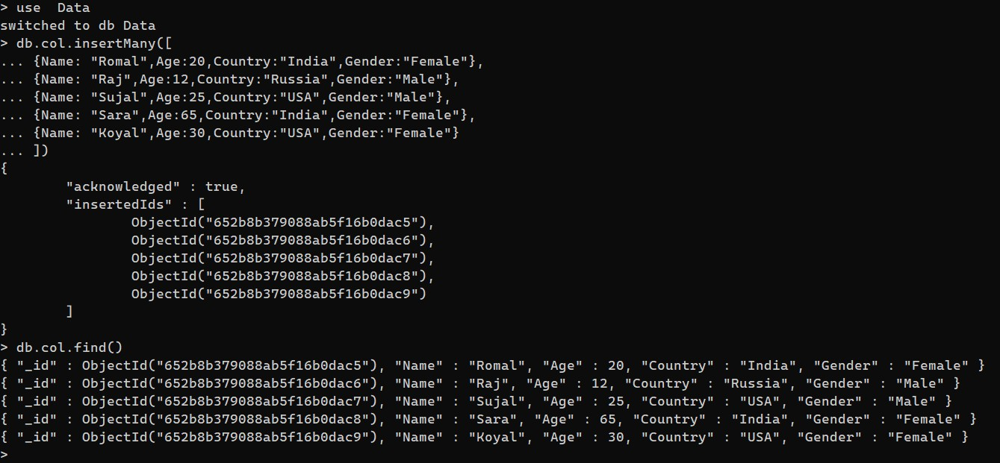 > use  Data
switched to db Data
> db.col.insertMany([
... {Name: "Romal",Age:20,Country:"India",Gender:"Female"},
... {Name: "Raj",Age:12,Country:"Russia",Gender:"Male"},
... {Name: "Sujal",Age:25,Country:"USA",Gender:"Male"},
... {Name: "Sara",Age:65,Country:"India",Gender:"Female"},
... {Name: "Koyal",Age:30,Country:"USA",Gender:"Female"}
... ])
{
        "acknowledged" : true,
        "insertedIds" : [
                ObjectId("652b8b379088ab5f16b0dac5"),
                ObjectId("652b8b379088ab5f16b0dac6"),
                ObjectId("652b8b379088ab5f16b0dac7"),
                ObjectId("652b8b379088ab5f16b0dac8"),
                ObjectId("652b8b379088ab5f16b0dac9")
        ]
}
> db.col.find()
{ "_id" : ObjectId("652b8b379088ab5f16b0dac5"), "Name" : "Romal", "Age" : 20, "Country" : "India", "Gender" : "Female" }
{ "_id" : ObjectId("652b8b379088ab5f16b0dac6"), "Name" : "Raj", "Age" : 12, "Country" : "Russia", "Gender" : "Male" }
{ "_id" : ObjectId("652b8b379088ab5f16b0dac7"), "Name" : "Sujal", "Age" : 25, "Country" : "USA", "Gender" : "Male" }
{ "_id" : ObjectId("652b8b379088ab5f16b0dac8"), "Name" : "Sara", "Age" : 65, "Country" : "India", "Gender" : "Female" }
{ "_id" : ObjectId("652b8b379088ab5f16b0dac9"), "Name" : "Koyal", "Age" : 30, "Country" : "USA", "Gender" : "Female" }
>